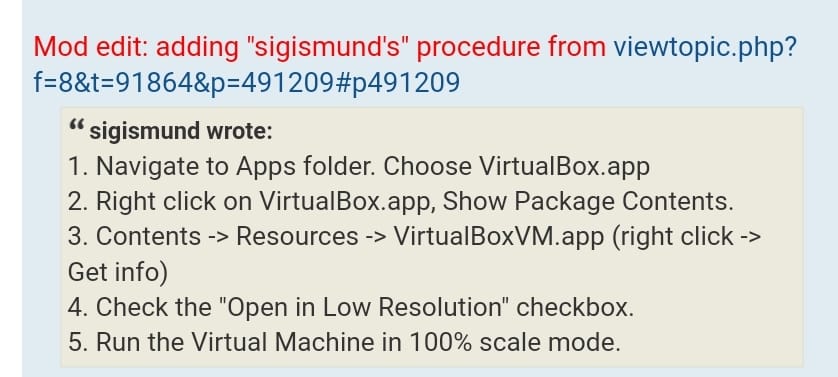 Mod edit: adding "sigismund's" procedure from viewtopic.php?
f=8&t=91864&p=491209#p491209
“ sigismund wrote:
1. Navigate to Apps folder. Choose VirtualBox.app
2. Right click on VirtualBox.app, Show Package Contents.
3. Contents -> Resources -> VirtualBoxVM.app (right click ->
Get info)
4. Check the "Open in Low Resolution" checkbox.
5. Run the Virtual Machine in 100% scale mode.